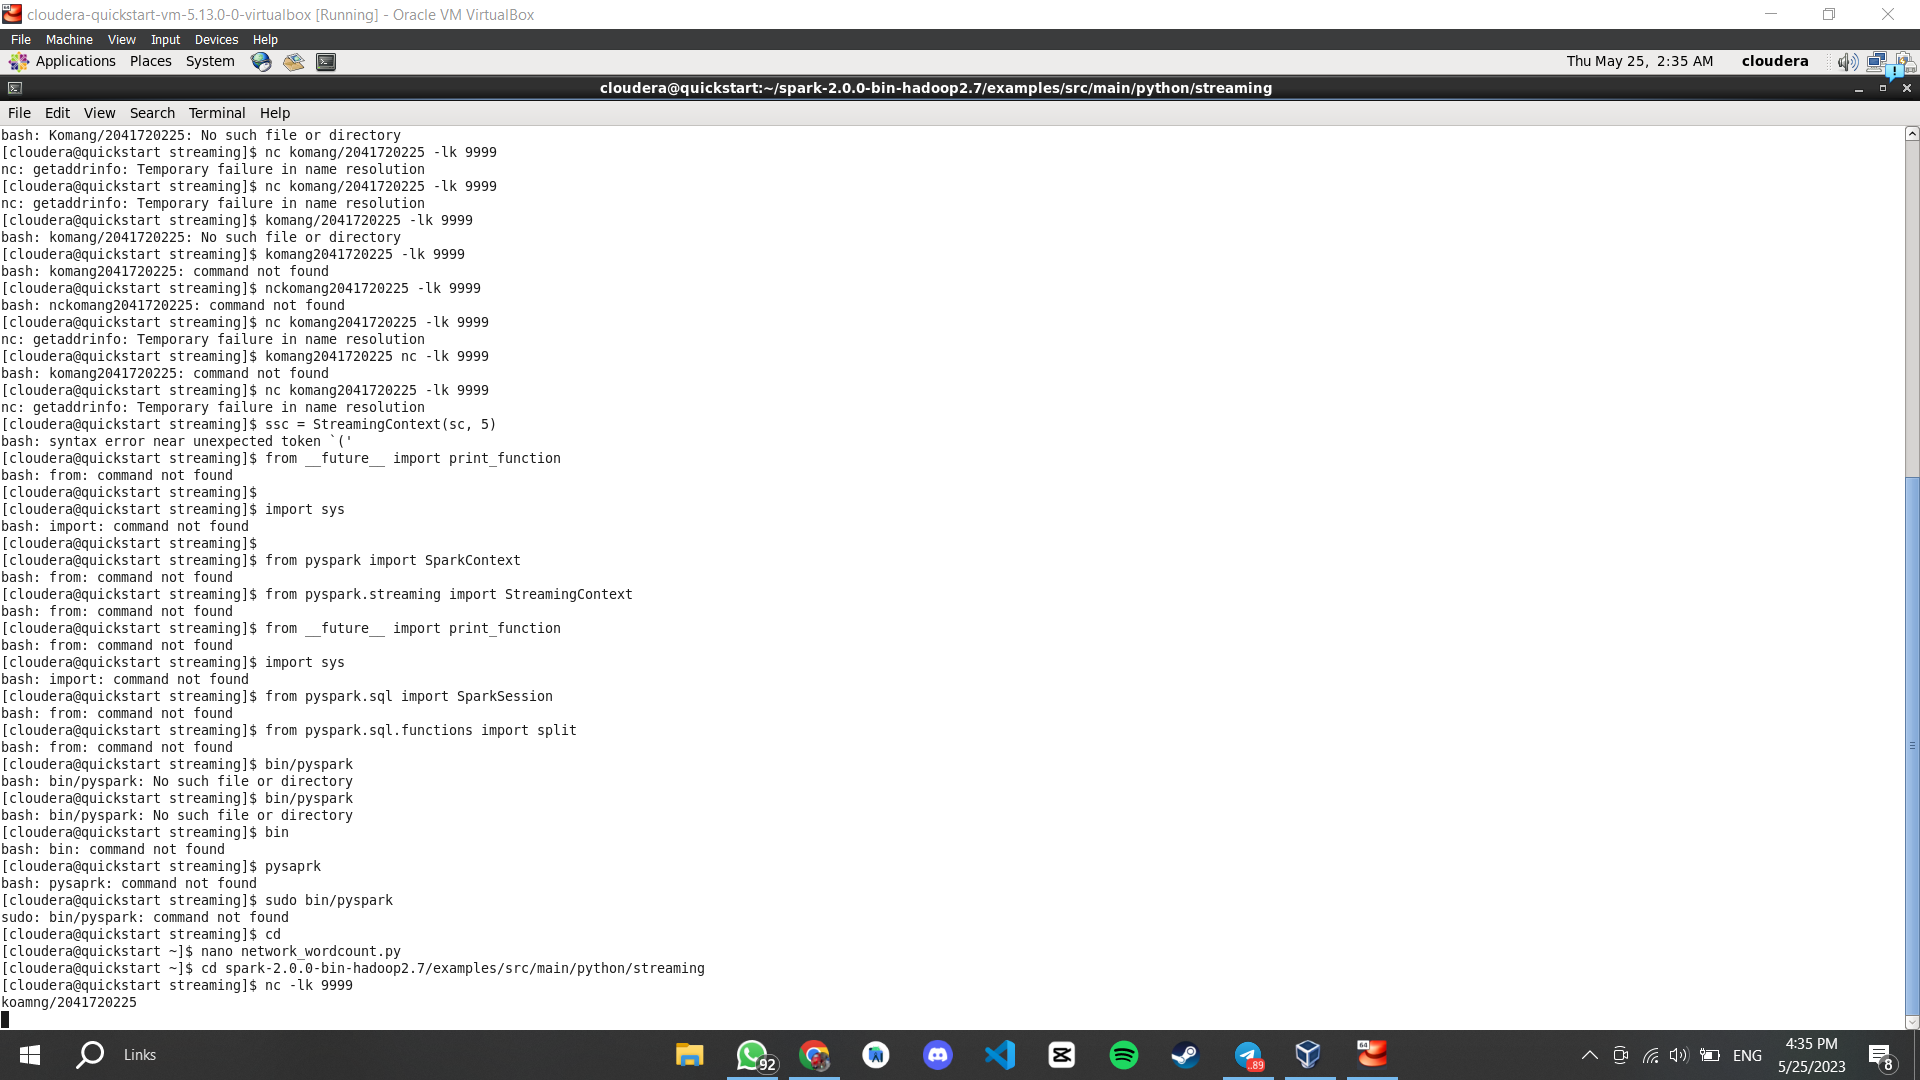 cloudera-quickstart-vm-5.13.0-0-virtualbox [Running] - Oracle VM VirtualBox
File Machine View Input Devices Help
Applications Places System Thu May 25, 2:35 AM cloudera
cloudera@quickstart:~/spark-2.0.0-bin-hadoop2.7/examples/src/main/python/streaming
File Edit View Search Terminal Help
bash: Komang/2041720225: No such file or directory
[cloudera@quickstart streaming]$ nc komang/2041720225 -lk 9999
nc: getaddrinfo: Temporary failure in name resolution
[cloudera@quickstart streaming]$ nc komang/2041720225 -lk 9999
nc: getaddrinfo: Temporary failure in name resolution
[cloudera@quickstart streaming]$ komang/2041720225 -lk 9999
bash: komang/2041720225: No such file or directory
[cloudera@quickstart streaming]$ komang2041720225 -lk 9999
bash: komang2041720225: command not found
[cloudera@quickstart streaming]$ nckomang2041720225 -lk 9999
bash: nckomang2041720225: command not found
[cloudera@quickstart streaming]$ nc komang2041720225 -lk 9999
nc: getaddrinfo: Temporary failure in name resolution
[cloudera@quickstart streaming]$ komang2041720225 nc -lk 9999
bash: komang2041720225: command not found
[cloudera@quickstart streaming]$ nc komang2041720225 -lk 9999
nc: getaddrinfo: Temporary failure in name resolution
[cloudera@quickstart streaming]$ ssc = StreamingContext(sc, 5)
bash: syntax error near unexpected token `('
[cloudera@quickstart streaming]$ from __future__ import print_function
bash: from: command not found
[cloudera@quickstart streaming]$
[cloudera@quickstart streaming]$ import sys
bash: import: command not found
[cloudera@quickstart streaming]$
[cloudera@quickstart streaming]$ from pyspark import SparkContext
bash: from: command not found
[cloudera@quickstart streaming]$ from pyspark.streaming import StreamingContext
bash: from: command not found
[cloudera@quickstart streaming]$ from __future__ import print_function
bash: from: command not found
[cloudera@quickstart streaming]$ import sys
bash: import: command not found
[cloudera@quickstart streaming]$ from pyspark.sql import SparkSession
bash: from: command not found
[cloudera@quickstart streaming]$ from pyspark.sql.functions import split
bash: from: command not found
[cloudera@quickstart streaming]$ bin/pyspark
bash: bin/pyspark: No such file or directory
[cloudera@quickstart streaming]$ bin/pyspark
bash: bin/pyspark: No such file or directory
[cloudera@quickstart streaming]$ bin
bash: bin: command not found
[cloudera@quickstart streaming]$ pysaprk
bash: pysaprk: command not found
[cloudera@quickstart streaming]$ sudo bin/pyspark
sudo: bin/pyspark: command not found
[cloudera@quickstart streaming]$ cd
[cloudera@quickstart ~]$ nano network_wordcount.py
[cloudera@quickstart ~]$ cd spark-2.0.0-bin-hadoop2.7/examples/src/main/python/streaming
[cloudera@quickstart streaming]$ nc -lk 9999
koamng/2041720225
Links 92 ..89 64 ENG 4:35 PM
5/25/2023 8